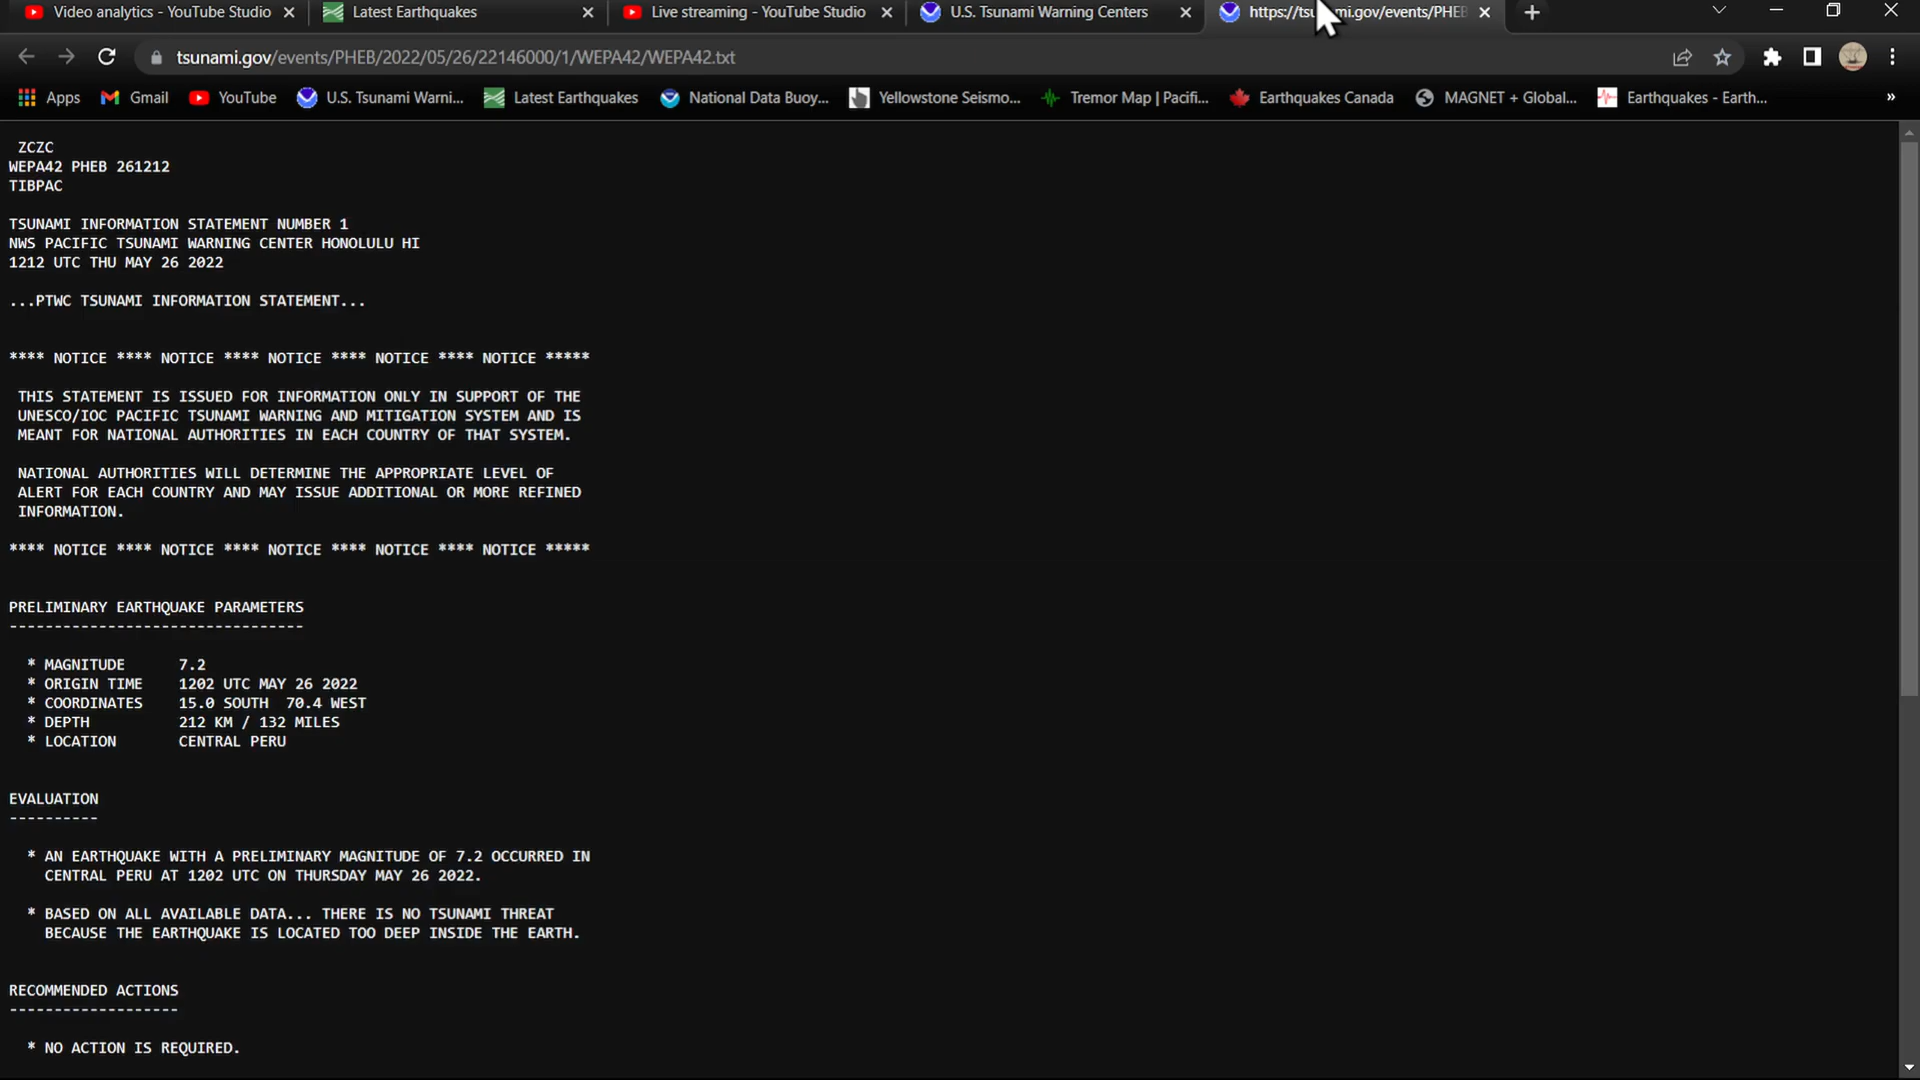 Video analytics - YouTube Studio
Latest Earthquakes
Live streaming - YouTube Studio
U.S. Tsunami Warning Centers
tsunami.gov/events/PHEB/2022/05/26/22146000/1/WEPA42/WEPA42.txt
Apps Gmail YouTube U.S. Tsunami Warni... Latest Earthquakes National Data Buoy... Yellowstone Seismo... Tremor Map | Pacifi... Earthquakes Canada MAGNET + Global... Earthquakes - Earth... »
ZCZC
WEPA42 PHEB 261212
TIBPAC
TSUNAMI INFORMATION STATEMENT NUMBER 1
NWS PACIFIC TSUNAMI WARNING CENTER HONOLULU HI
1212 UTC THU MAY 26 2022
...PTWC TSUNAMI INFORMATION STATEMENT...
**** NOTICE **** NOTICE **** NOTICE **** NOTICE **** NOTICE *****
THIS STATEMENT IS ISSUED FOR INFORMATION ONLY IN SUPPORT OF THE
UNESCO/IOC PACIFIC TSUNAMI WARNING AND MITIGATION SYSTEM AND IS
MEANT FOR NATIONAL AUTHORITIES IN EACH COUNTRY OF THAT SYSTEM.
NATIONAL AUTHORITIES WILL DETERMINE THE APPROPRIATE LEVEL OF
ALERT FOR EACH COUNTRY AND MAY ISSUE ADDITIONAL OR MORE REFINED
INFORMATION.
**** NOTICE **** NOTICE **** NOTICE **** NOTICE **** NOTICE *****
PRELIMINARY EARTHQUAKE PARAMETERS
---------------------------------
* MAGNITUDE 7.2
* ORIGIN TIME 1202 UTC MAY 26 2022
* COORDINATES 15.0 SOUTH 70.4 WEST
* DEPTH 212 KM / 132 MILES
* LOCATION CENTRAL PERU
EVALUATION
----------
* AN EARTHQUAKE WITH A PRELIMINARY MAGNITUDE OF 7.2 OCCURRED IN
CENTRAL PERU AT 1202 UTC ON THURSDAY MAY 26 2022.
* BASED ON ALL AVAILABLE DATA... THERE IS NO TSUNAMI THREAT
BECAUSE THE EARTHQUAKE IS LOCATED TOO DEEP INSIDE THE EARTH.
RECOMMENDED ACTIONS
-------------------
* NO ACTION IS REQUIRED.